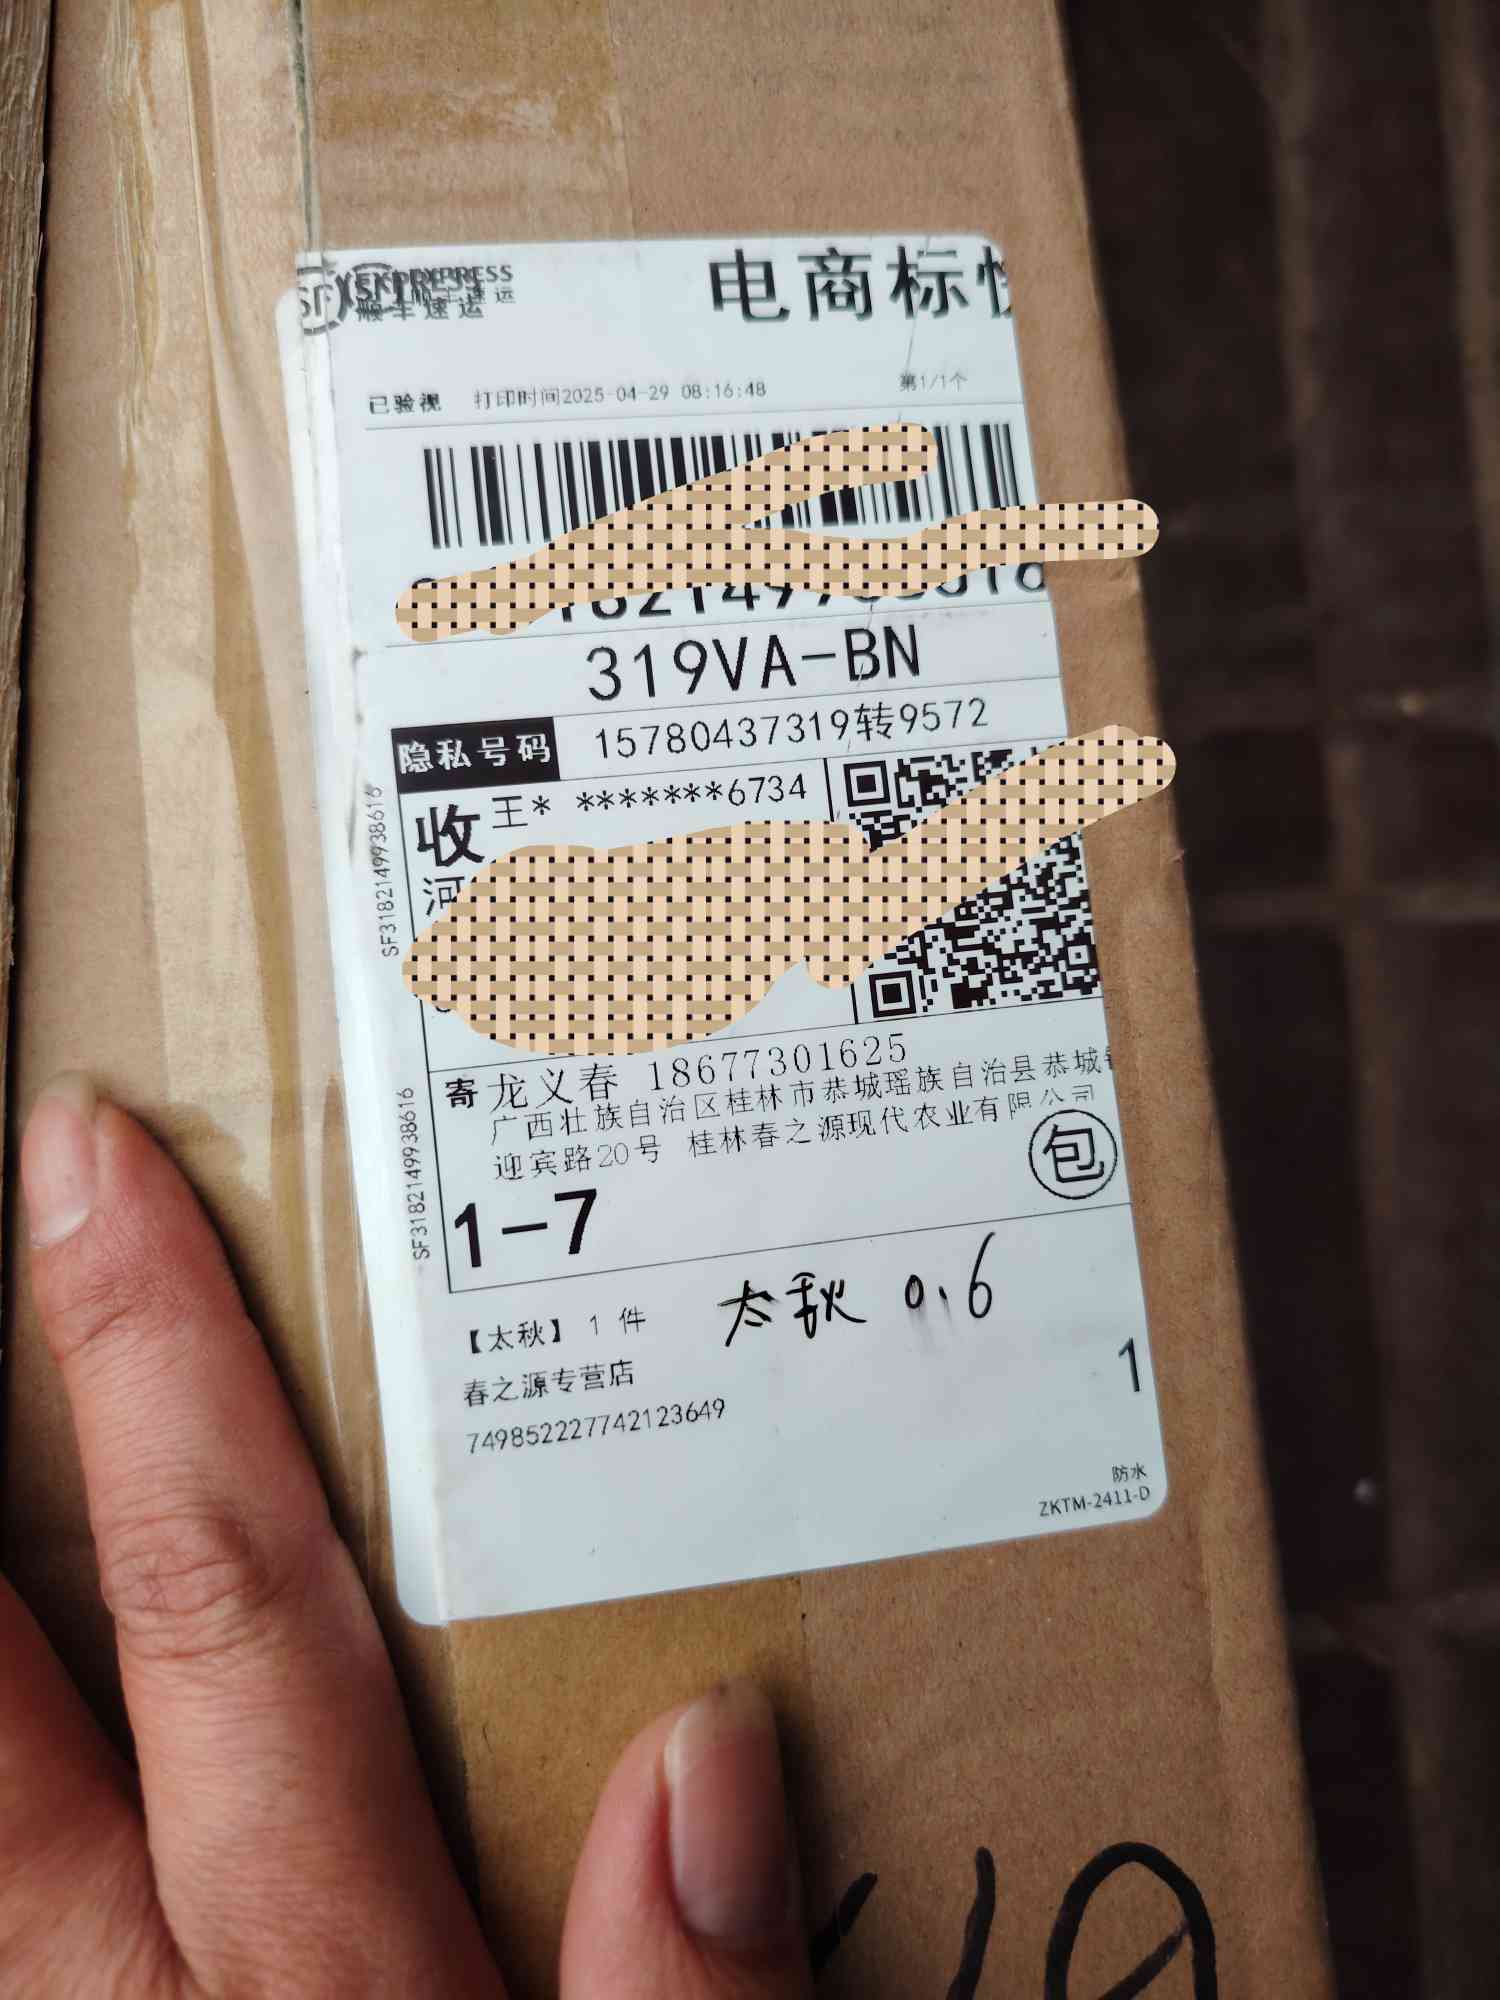 SF EXPRESS
顺丰速运
电商标
已验视 打印时间2025-04-29 08:16:48 第1/1个
319VA-BN
隐私号码 15780437319转9572
收 王* *******6734
河
SF3182149938616
寄 龙义春 18677301625
广西壮族自治区桂林市恭城瑶族自治县恭城
迎宾路20号 桂林春之源现代农业有限公司
包
SF3182149938616
1-7
太秋 0.6
【太秋】 1 件
春之源专营店
749852227742123649
1
防水
ZKTM-2411-D